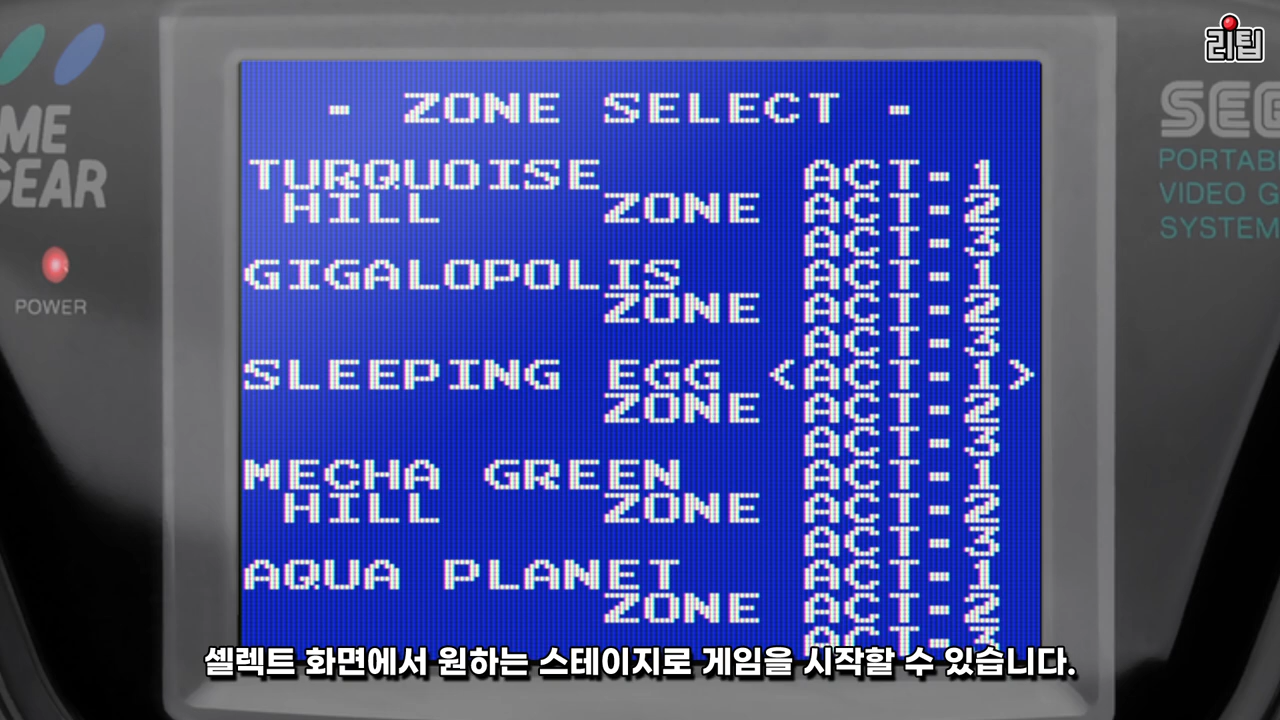 리팁
ME
GEAR
POWER
SEG
PORTAB
VIDEO G
SYSTEM
- ZONE SELECT -
TURQUOISE ACT-1
HILL ZONE ACT-2
ACT-3
GIGALOPOLIS ACT-1
ZONE ACT-2
ACT-3
SLEEPING EGG <ACT-1>
ZONE ACT-2
ACT-3
MECHA GREEN ACT-1
HILL ZONE ACT-2
ACT-3
AQUA PLANET ACT-1
ZONE ACT-2
ACT-3
셀렉트 화면에서 원하는 스테이지로 게임을 시작할 수 있습니다.